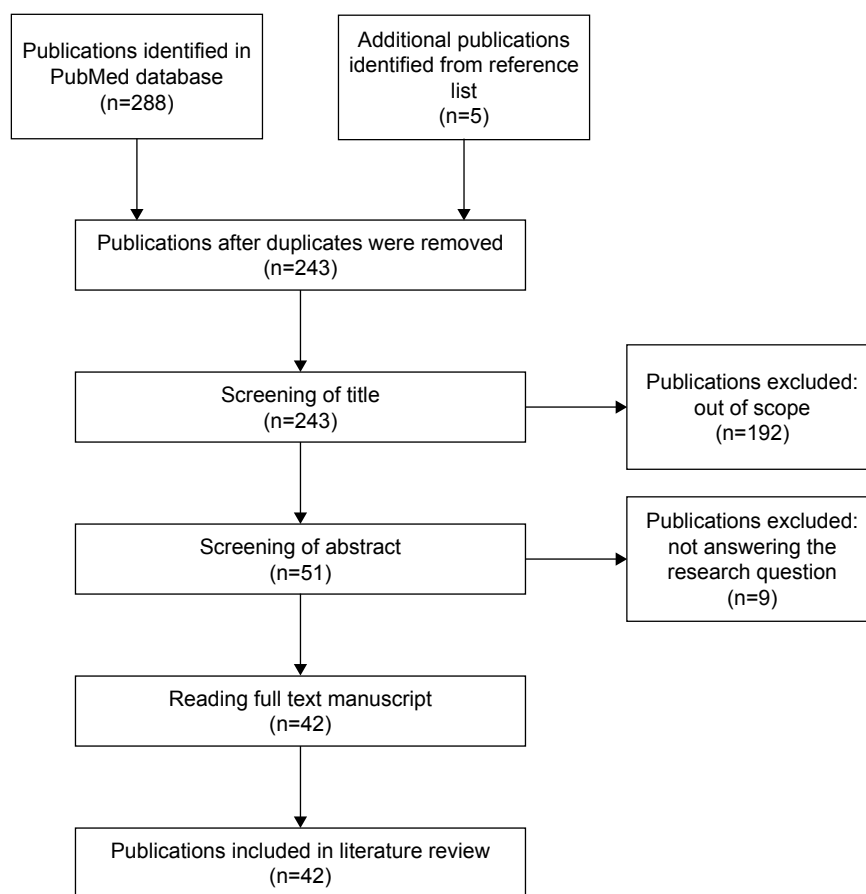 Publications identified in
PubMed database
(n=288)
Additional publications
identified from reference
list
(n=5)
Publications after duplicates were removed
(n=243)
Screening of title
(n=243)
Publications excluded:
out of scope
(n=192)
Screening of abstract
(n=51)
Publications excluded:
not answering the
research question
(n=9)
Reading full text manuscript
(n=42)
Publications included in literature review
(n=42)